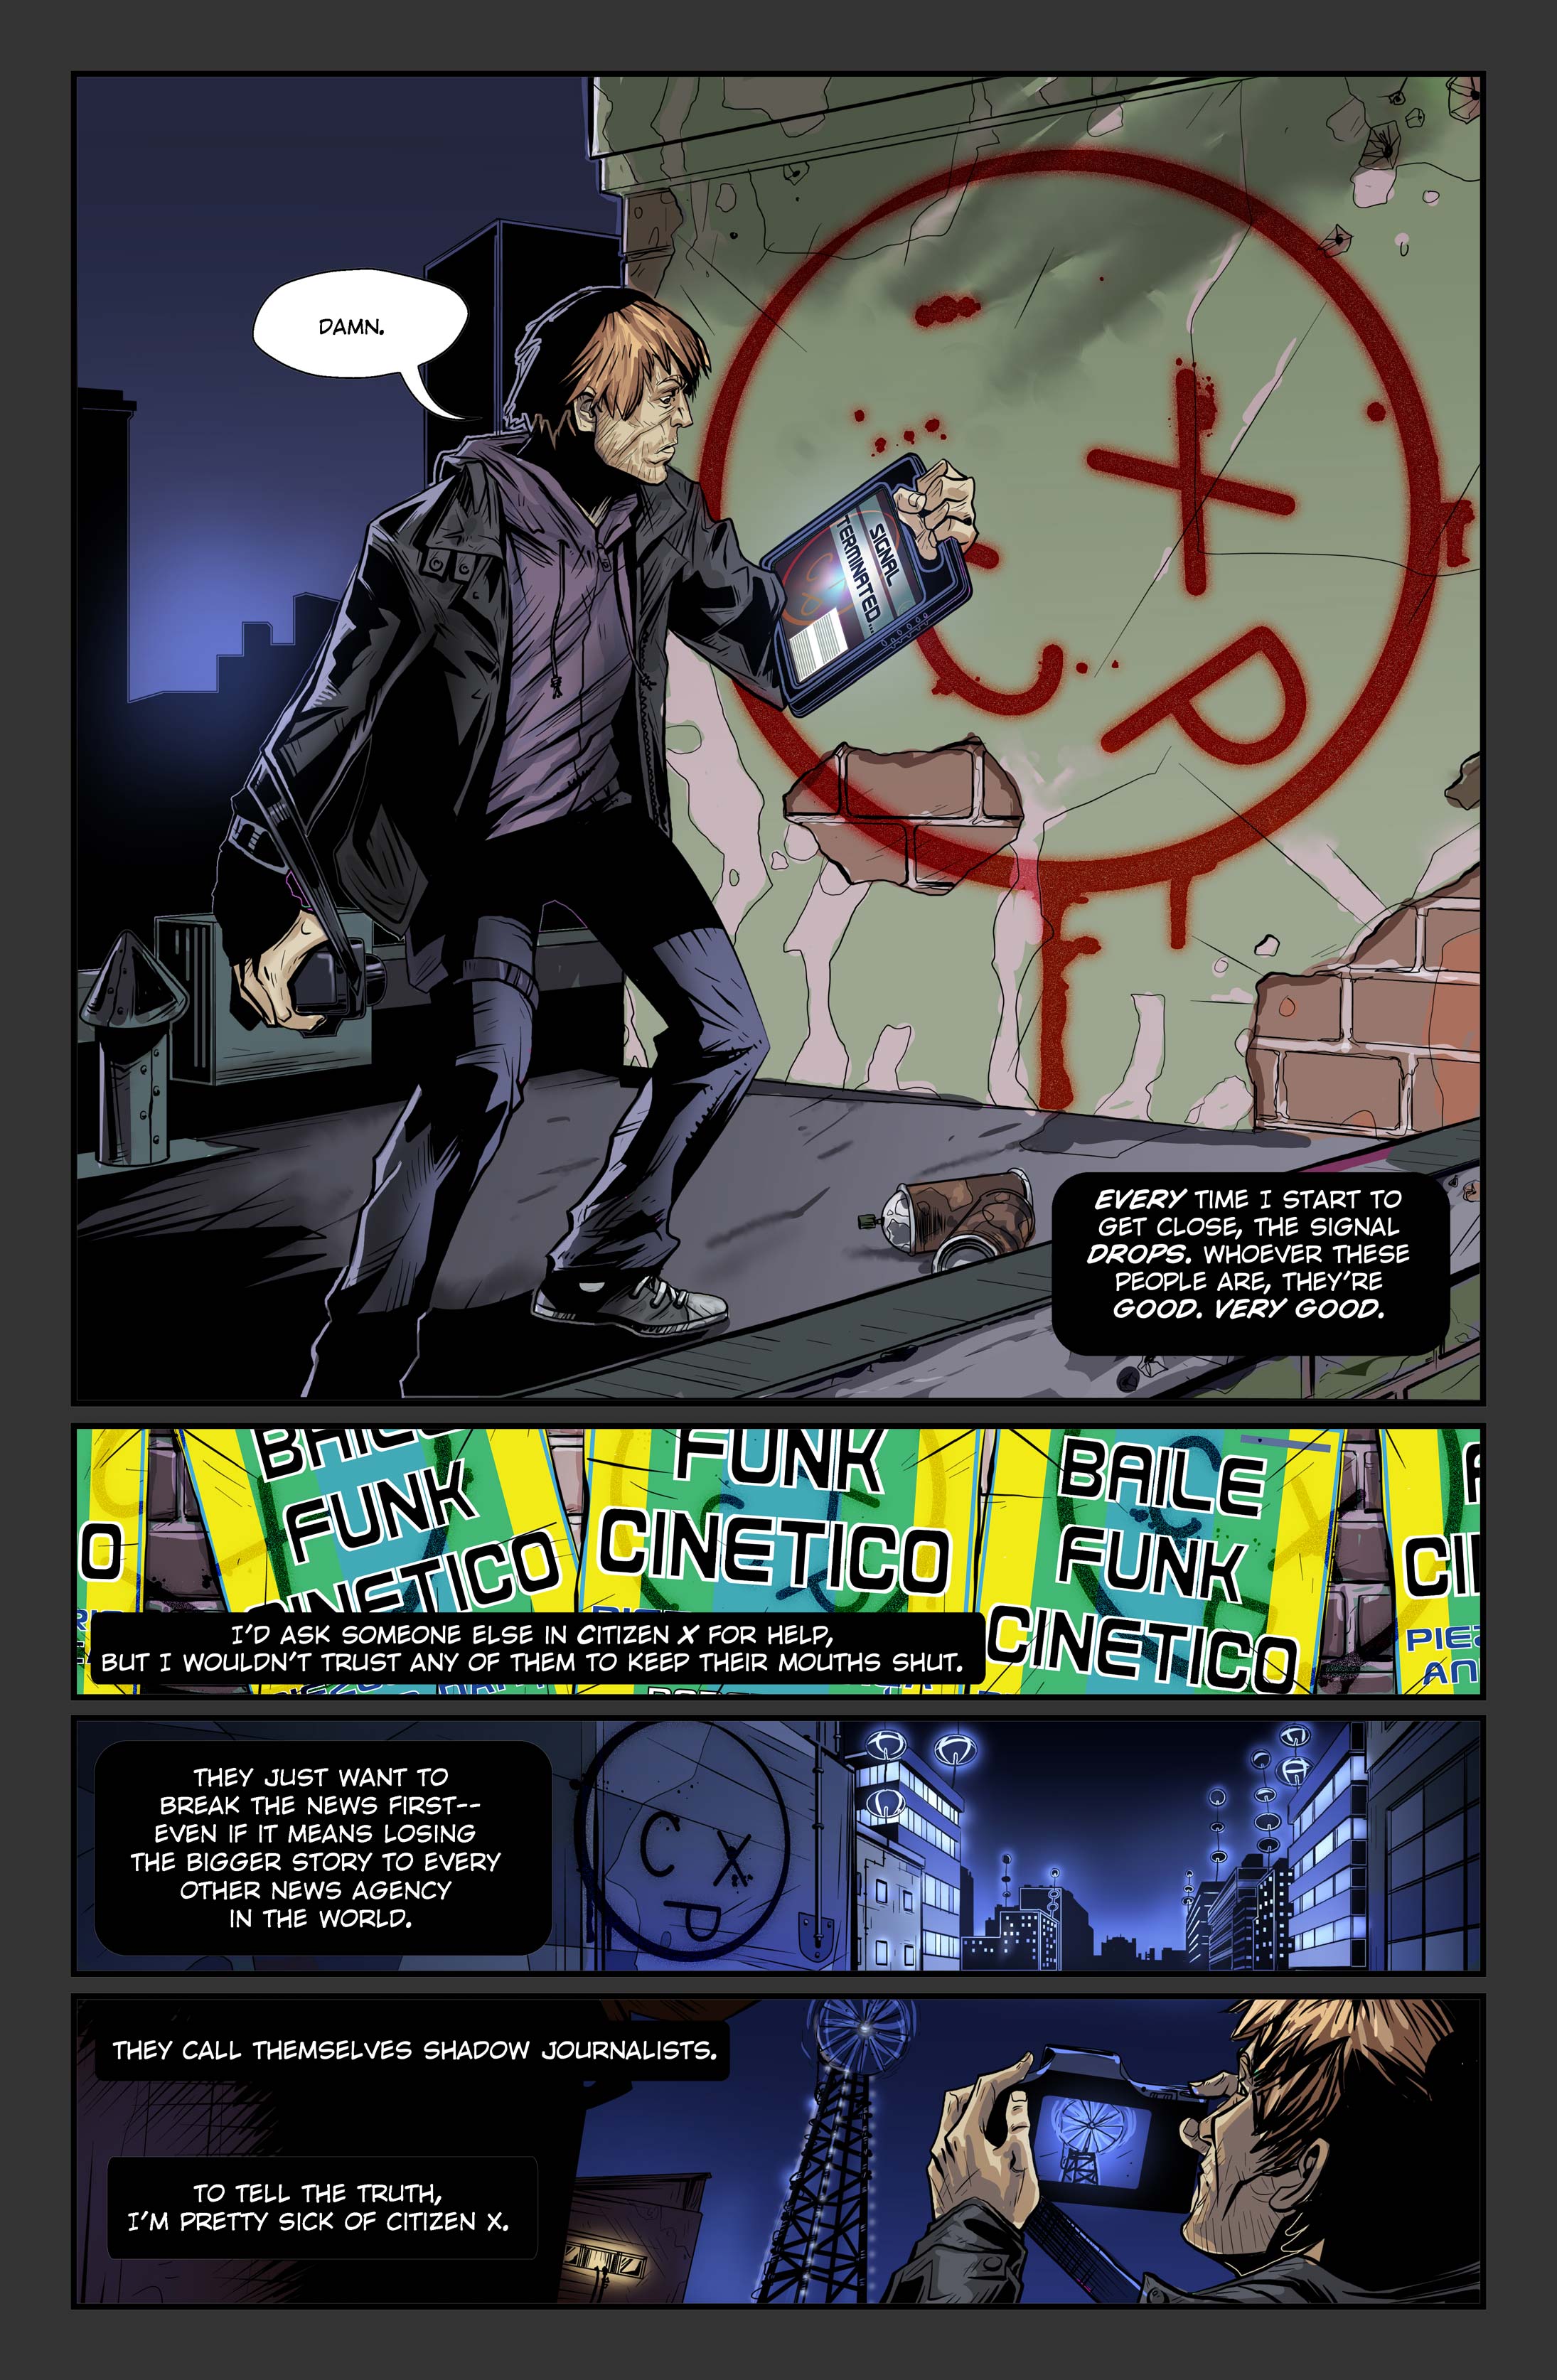 DAMN.
SIGNAL
TERMINATED...
X
C
P
EVERY TIME I START TO
GET CLOSE, THE SIGNAL
DROPS. WHOEVER THESE
PEOPLE ARE, THEY'RE
GOOD. VERY GOOD.
O
BAILE
FUNK
CINETICO
FUNK
CINETICO
BAILE
FUNK
CINETICO
CI
PIEZ
AN
I'D ASK SOMEONE ELSE IN CITIZEN X FOR HELP,
BUT I WOULDN'T TRUST ANY OF THEM TO KEEP THEIR MOUTHS SHUT.
THEY JUST WANT TO
BREAK THE NEWS FIRST--
EVEN IF IT MEANS LOSING
THE BIGGER STORY TO EVERY
OTHER NEWS AGENCY
IN THE WORLD.
C X
P
THEY CALL THEMSELVES SHADOW JOURNALISTS.
TO TELL THE TRUTH,
I'M PRETTY SICK OF CITIZEN X.